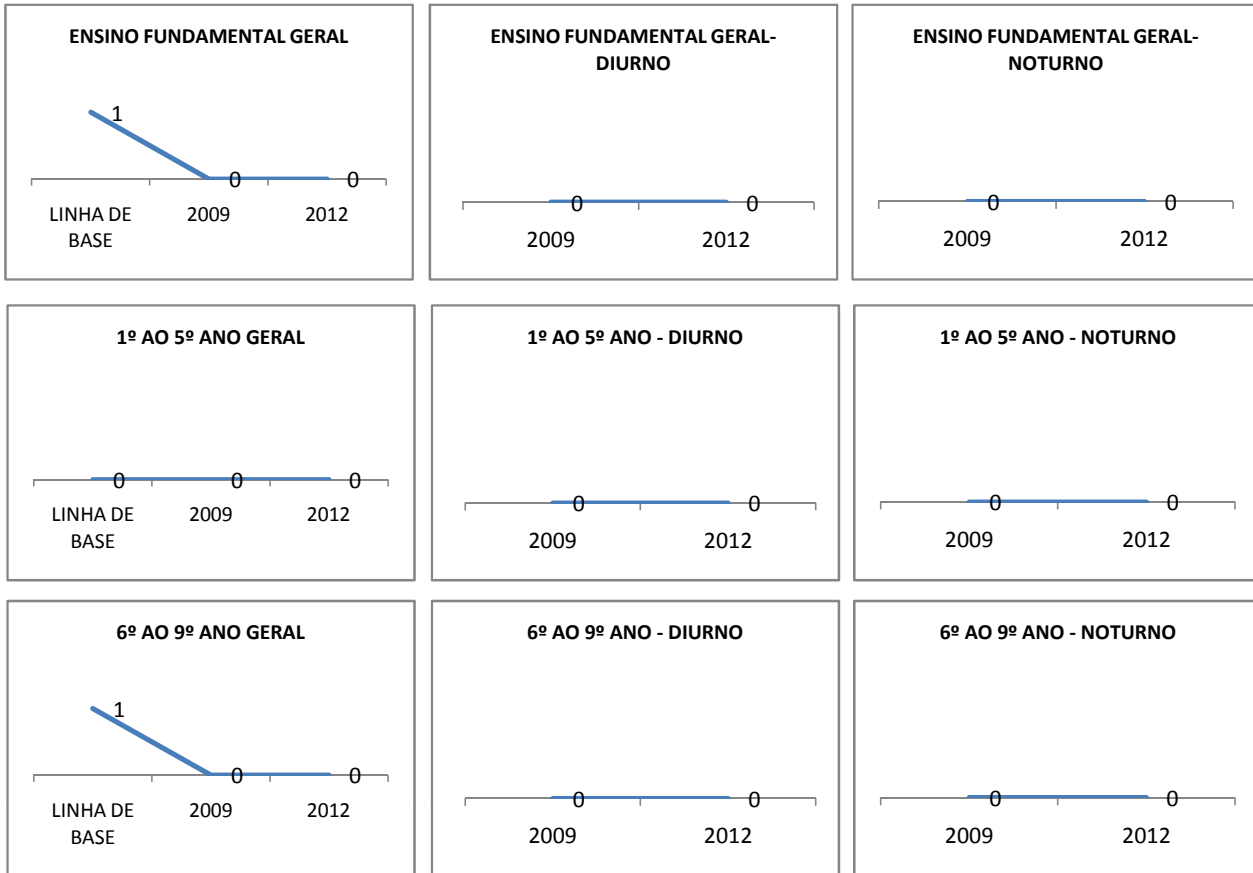 ENSINO FUNDAMENTAL GERAL
1
0
0
LINHA DE
BASE
2009
2012
ENSINO FUNDAMENTAL GERAL-
DIURNO
0
0
2009
2012
ENSINO FUNDAMENTAL GERAL-
NOTURNO
0
0
2009
2012
1º AO 5º ANO GERAL
0
0
0
LINHA DE
BASE
2009
2012
1º AO 5º ANO - DIURNO
0
0
2009
2012
1º AO 5º ANO - NOTURNO
0
0
2009
2012
6º AO 9º ANO GERAL
1
0
0
LINHA DE
BASE
2009
2012
6º AO 9º ANO - DIURNO
0
0
2009
2012
6º AO 9º ANO - NOTURNO
0
0
2009
2012